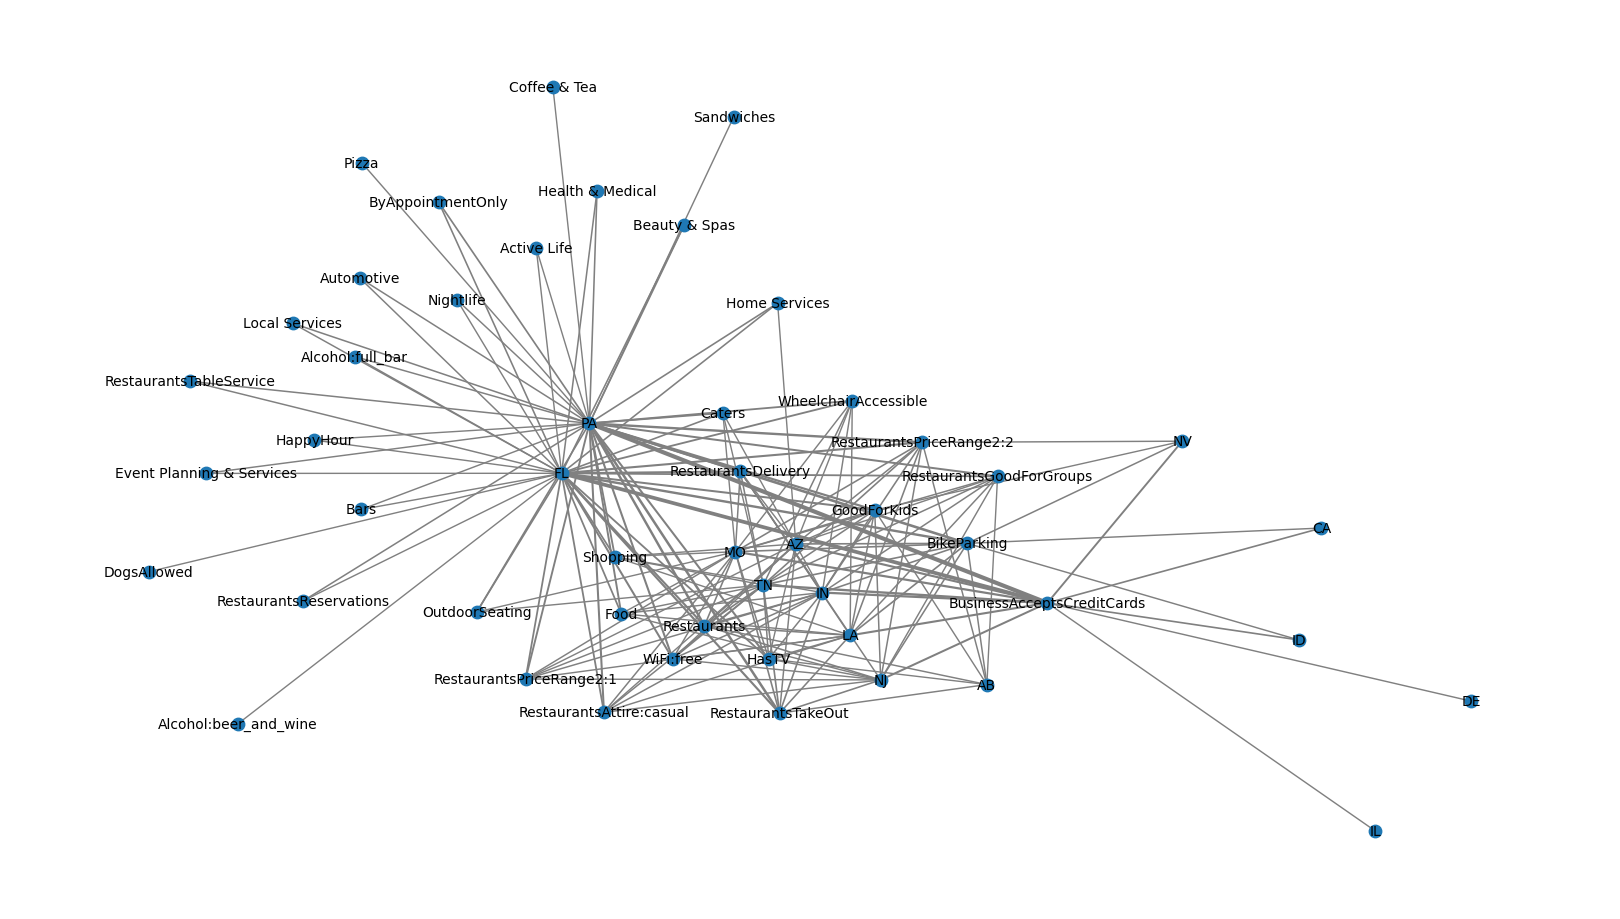 Coffee & Tea
Sandwiches
Pizza
Health & Medical
ByAppointmentOnly
Beauty & Spas
Active Life
Automotive
Nightlife
Home Services
Local Services
Alcohol:full_bar
RestaurantsTableService
WheelchairAccessible
Caters
PA
HappyHour
RestaurantsPriceRange2:2
NV
Event Planning & Services
FL
RestaurantsDelivery
RestaurantsGoodForGroups
Bars
GoodForKids
CA
AZ
BikeParking
MO
Shopping
DogsAllowed
TN
IN
RestaurantsReservations
BusinessAcceptsCreditCards
OutdoorSeating
Food
Restaurants
LA
ID
WiFi:free
HasTV
RestaurantsPriceRange2:1
NJ
AB
DE
RestaurantsAttire:casual
RestaurantsTakeOut
Alcohol:beer_and_wine
IL